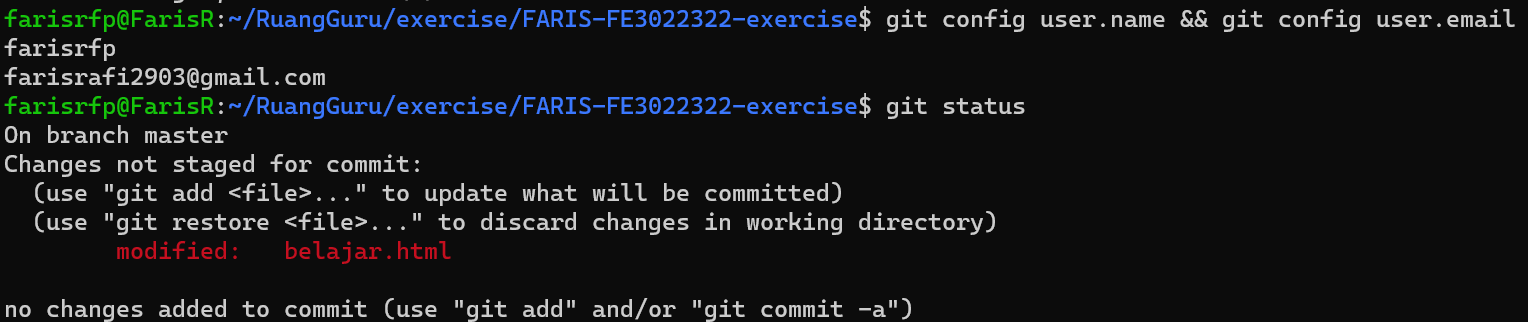 farisrfp@FarisR:~/RuangGuru/exercise/FARIS-FE3022322-exercise$ git config user.name && git config user.email
farisrfp
farisrafi2903@gmail.com
farisrfp@FarisR:~/RuangGuru/exercise/FARIS-FE3022322-exercise$ git status
On branch master
Changes not staged for commit:
  (use "git add <file>..." to update what will be committed)
  (use "git restore <file>..." to discard changes in working directory)
        modified:   belajar.html

no changes added to commit (use "git add" and/or "git commit -a")